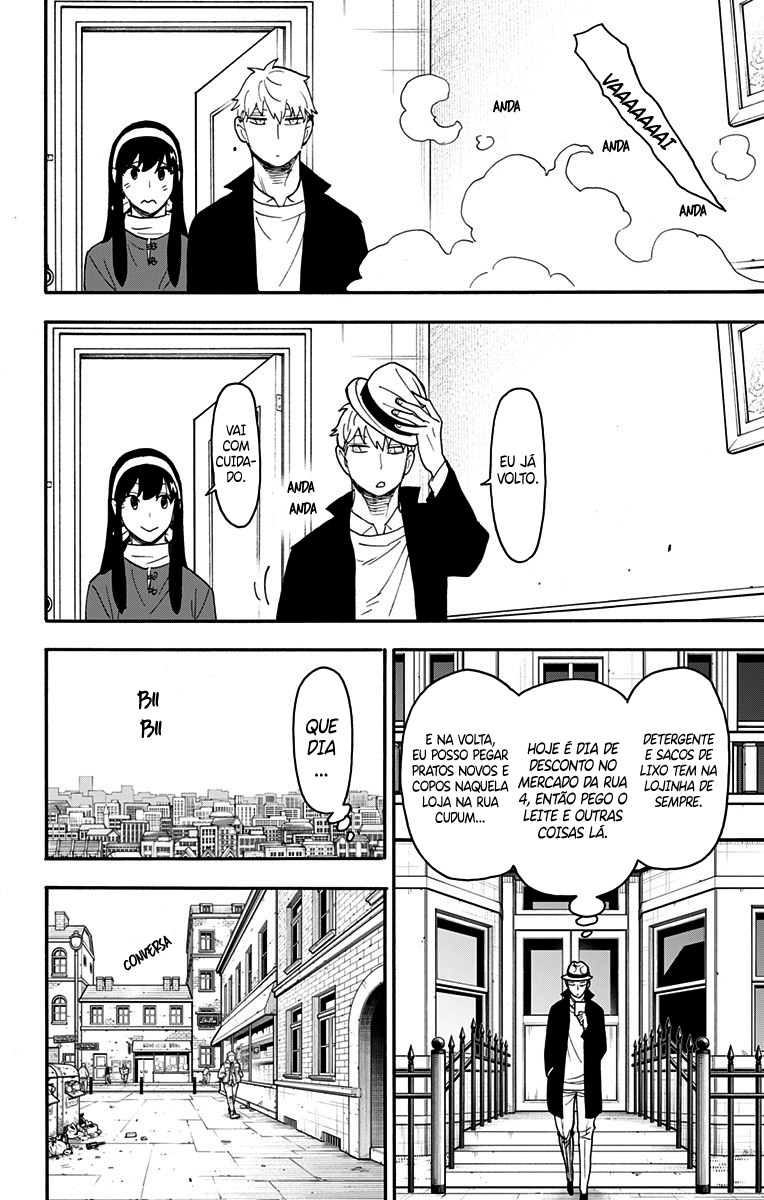 VAAAAAAAI
ANDA
ANDA
ANDA
EU JÁ
VOLTO.
ANDA
ANDA
VAI
COM
CUIDA-
DO.
DETERGENTE
E SACOS DE
LIXO TEM NA
LOJINHA DE
SEMPRE.
HOJE É DIA DE
DESCONTO NO
MERCADO DA RUA
4, ENTÃO PEGO O
LEITE E OUTRAS
COISAS LÁ.
E NA VOLTA,
EU POSSO PEGAR
PRATOS NOVOS E
COPOS NAQUELA
LOJA NA RUA
CUDUM...
QUE
DIA
...
BII
BII
CONVERSA